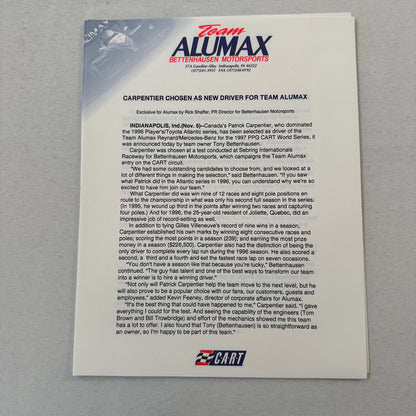 Team
ALUMAX
BETTENHAUSEN MOTORSPORTS
57A Gasoline Alley Indianapolis, IN 46222
CARPENTIER CHOSEN AS NEW DRIVER FOR TEAM ALUMAX
Exclusive for Alumax by Rick Shaffer, PR Director for Bettenhausen Motorsports
INDIANAPOLIS, Ind.(Nov. 5)—Canada's Patrick Carpentier, who dominated
the 1996 Player's/Toyota Atlantic series, has been selected as driver of the
Team Alumax Reynard/Mercedes-Benz for the 1997 PPG CART World Series, it
was announced today by team owner Tony Bettenhausen.
Carpentier was chosen at a test conducted at Sebring Internationals
Raceway for Bettenhausen Motorsports, which campaigns the Team Alumax entry
on the CART circuit.
"We had some outstanding candidates to choose from, and we looked at a
lot of different things in making the selection," said Bettenhausen. "If you saw
what Patrick did in the Atlantic series in 1996, you can understand why we're so
excited to have him join our team."
What Carpentier did was win nine of 12 races and eight pole positions en
route to the championship in what was only his second full season in the series.
(In 1995, he wound up third in the points after winning two races and capturing
four poles.) And for 1996, the 25-year-old resident of Joliette, Quebec, did an
impressive job of record-setting as well.
In addition to tying Gilles Villeneuve's record of nine wins in a season,
Carpentier established his own marks by winning eight consecutive races and
poles; scoring the most points in a season (239); and earning the most prize
money in a season ($226,500). Carpentier also had the distinction of being the
only driver to complete every lap run during the 1996 season. He also scored a
second, a third and a fourth and set the fastest race lap on seven occasions.
"You don't have a season like that because you're lucky," Bettenhausen
continued. "The guy has talent and one of the best ways to transform our team
into a winner is to hire a winning driver."
"Not only will Patrick Carpentier help the team move to the next level, but he
will also prove to be a popular choice with our fans, our customers, guests and
employees," added Kevin Feeney, director of corporate affairs for Alumax.
"It's the best thing that could have happened to me," Carpentier said. "I gave
everything I could for the test. And seeing the capability of the engineers (Tom
Brown and Bill Trowbridge) and effort of the mechanics showed me this team
has a lot to offer. I also found that Tony (Bettenhausen) is so straightforward as
an owner, so I'm happy to be part of this team."
CART